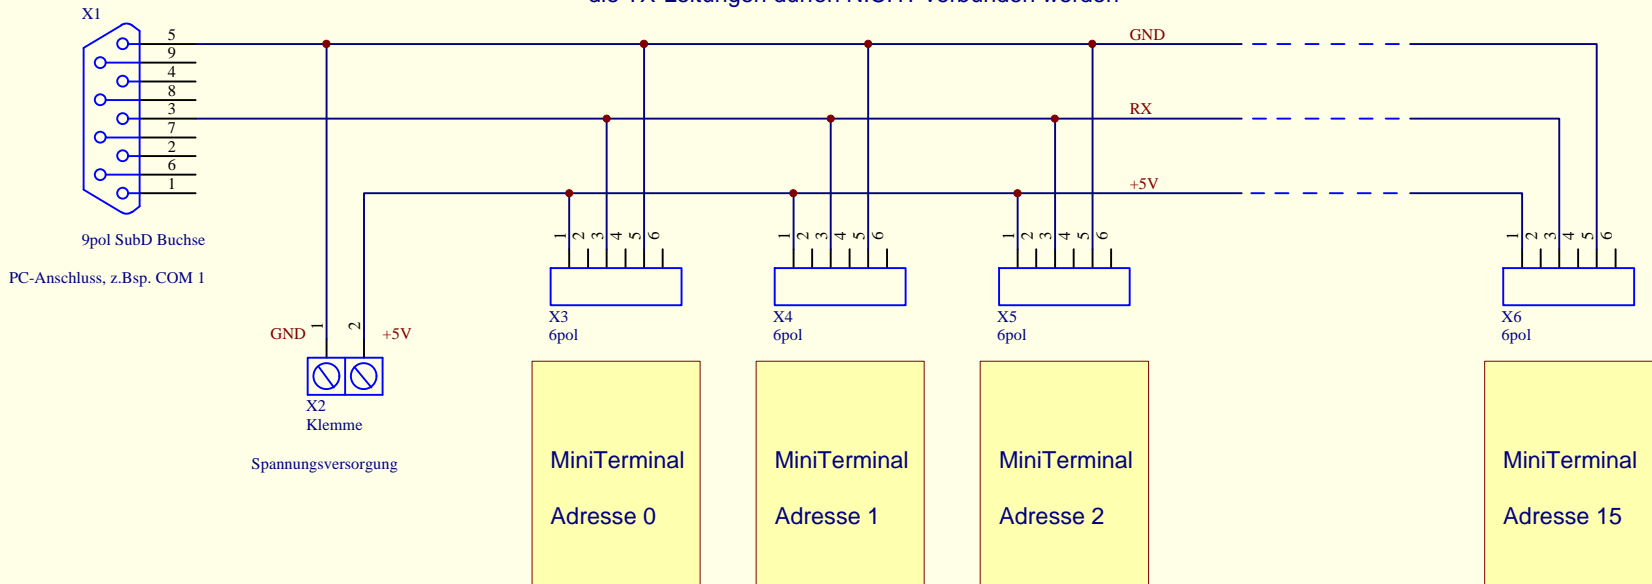 X1
5
9
4
8
3
7
2
6
1
9pol SubD Buchse
PC-Anschluss, z.Bsp. COM 1
GND
RX
+5V
GND
1
2
+5V
X2
Klemme
Spannungsversorgung
1 2 3 4 5 6
X3
6pol
1 2 3 4 5 6
X4
6pol
1 2 3 4 5 6
X5
6pol
1 2 3 4 5 6
X6
6pol
MiniTerminal
Adresse 0
MiniTerminal
Adresse 1
MiniTerminal
Adresse 2
MiniTerminal
Adresse 15